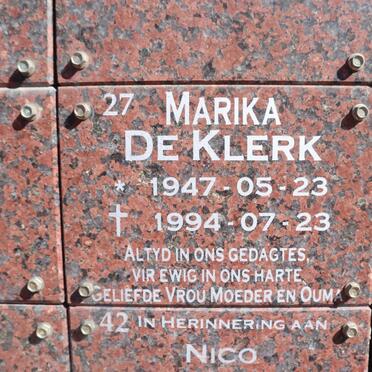 27 MARIKA
DE KLERK
* 1947-05-23
† 1994-07-23
ALTYD IN ONS GEDAGTES,
VIR EWIG IN ONS HARTE
GELIEFDE VROU MOEDER EN OUMA
42 IN HERINNERING AAN
NICO